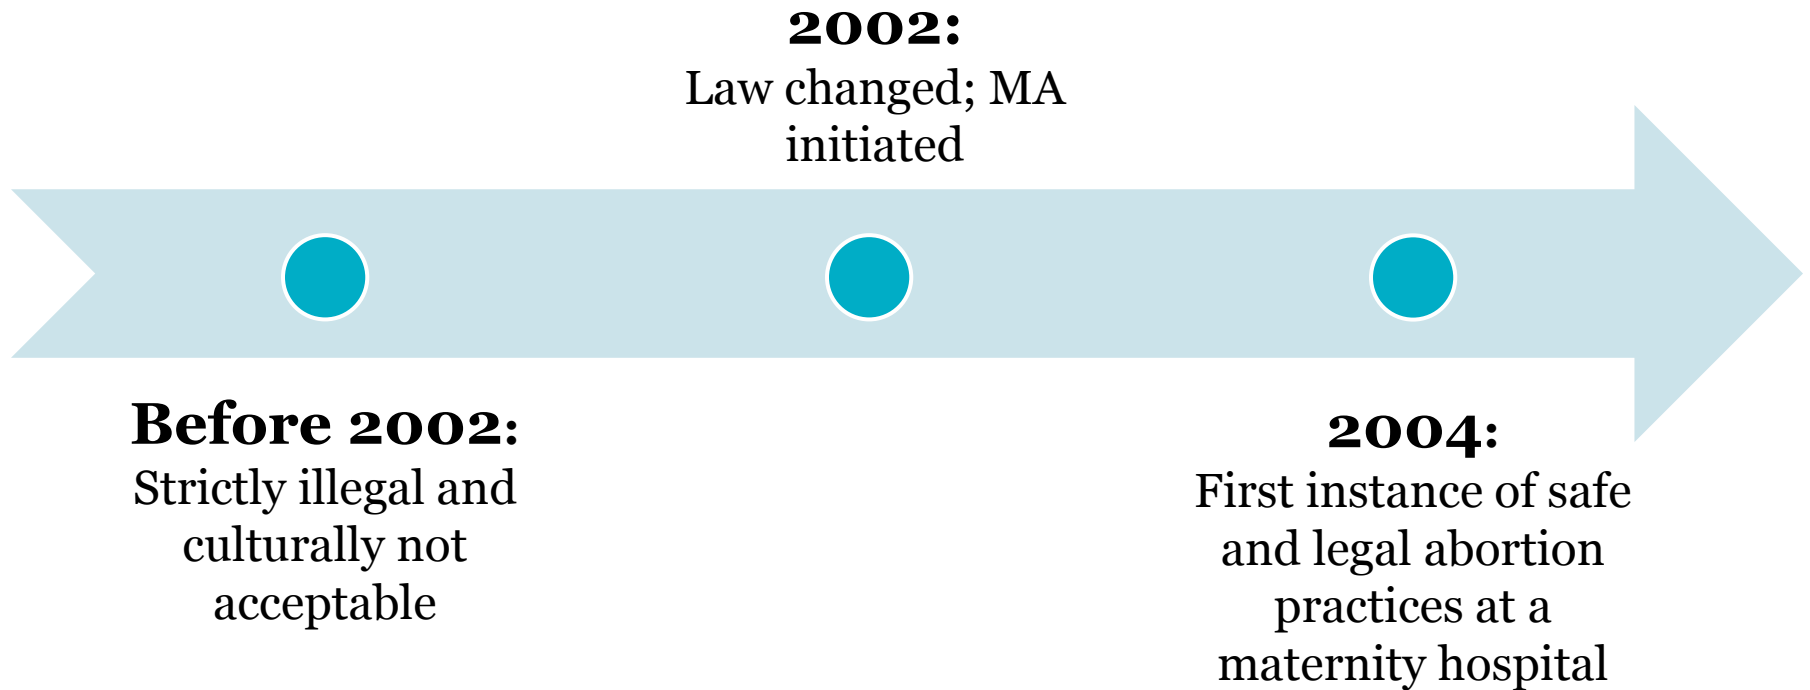 2002:
Law changed; MA
initiated
Before 2002:
Strictly illegal and
culturally not
acceptable
2004:
First instance of safe
and legal abortion
practices at a
maternity hospital